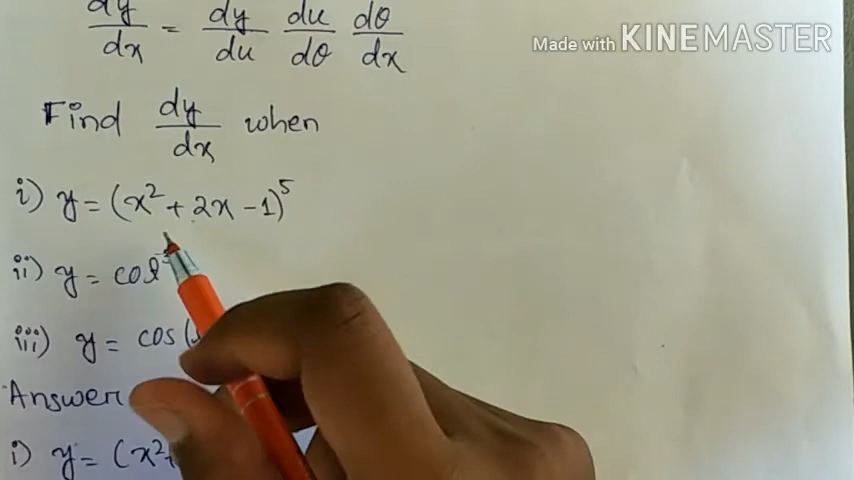 dy/dx = dy/du du/dθ dθ/dx
Made with KINEMASTER
Find dy/dx when
i) y = (x² + 2x - 1)⁵
ii) y =
iii) y = cos (
Answer
i) y = (x² +